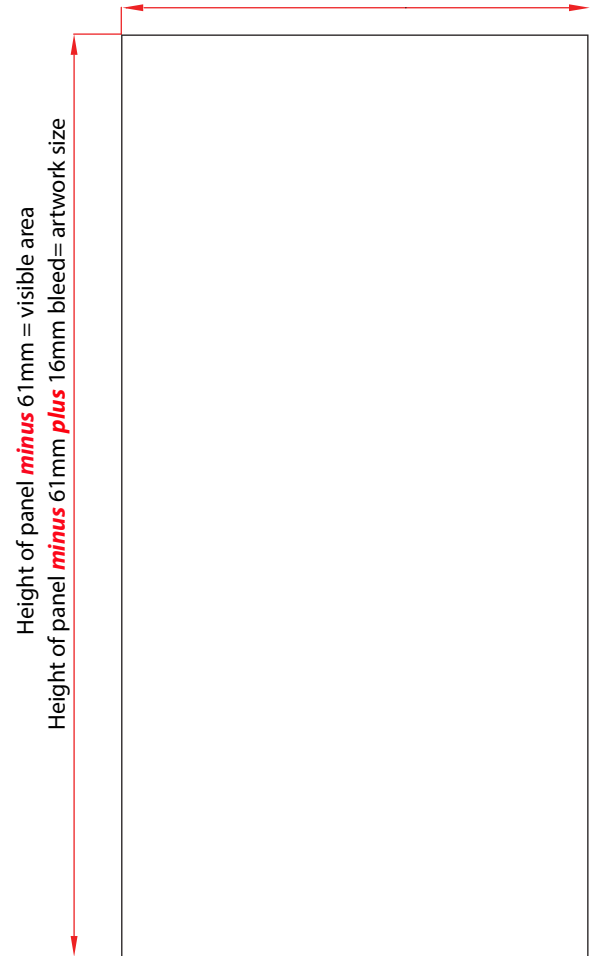 Height of panel minus 61mm = visible area
Height of panel minus 61mm plus 16mm bleed= artwork size